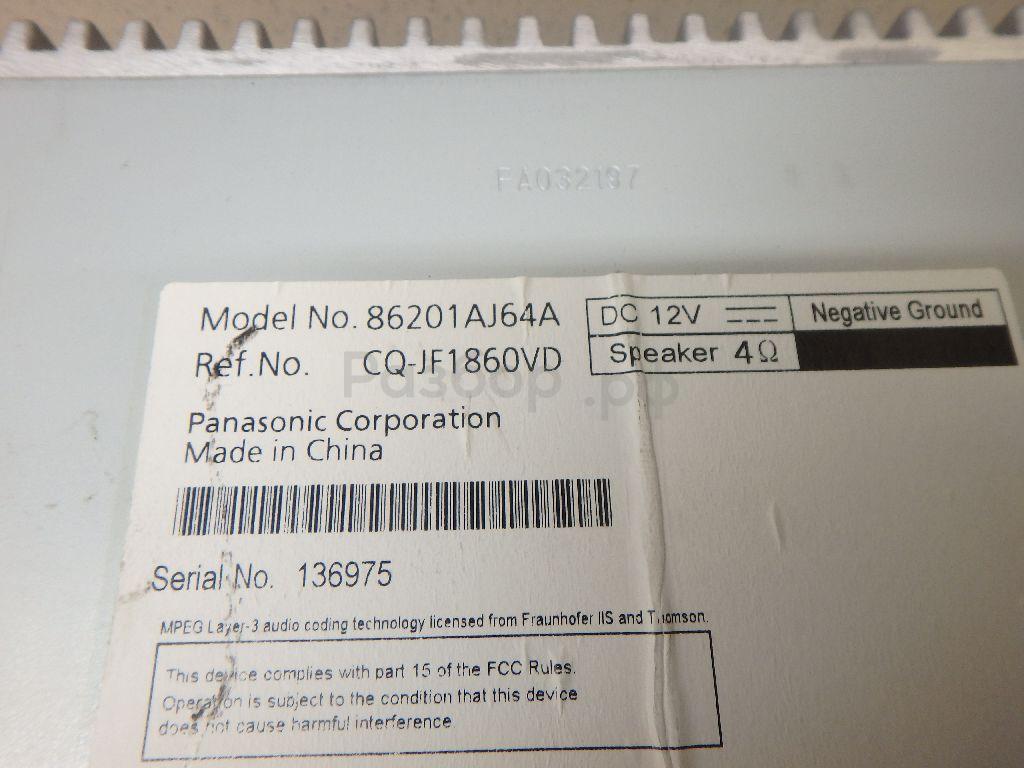 FA032197
Model No. 86201AJ64A
DC 12V
Negative Ground
Ref.No. CQ-JF1860VD
Speaker 4Ω
Разбор.рф
Panasonic Corporation
Made in China
Serial No. 136975
MPEG Layer-3 audio coding technology licensed from Fraunhofer IIS and Thomson.
This device complies with part 15 of the FCC Rules.
Operation is subject to the condition that this device
does not cause harmful interference.